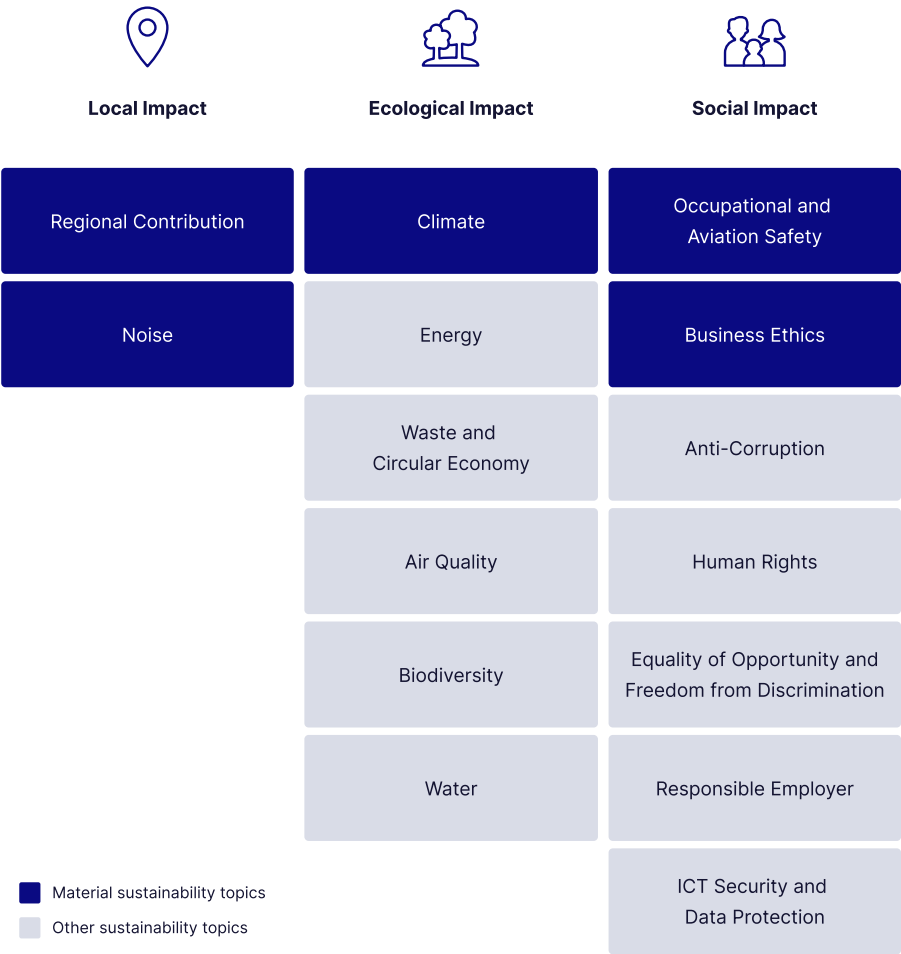 Local Impact
Ecological Impact
Social Impact
Regional Contribution
Noise
Climate
Energy
Waste and
Circular Economy
Air Quality
Biodiversity
Water
Occupational and
Aviation Safety
Business Ethics
Anti-Corruption
Human Rights
Equality of Opportunity and
Freedom from Discrimination
Responsible Employer
ICT Security and
Data Protection
Material sustainability topics
Other sustainability topics